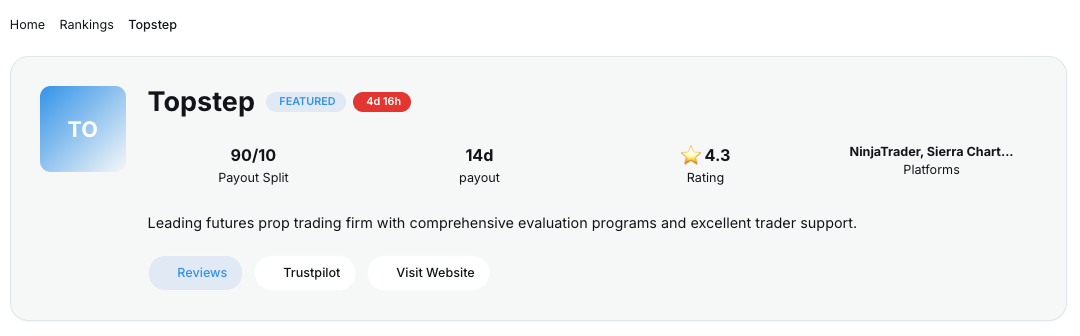 Home Rankings Topstep
TO
Topstep FEATURED 4d 16h
90/10 14d ⭐ 4.3 NinjaTrader, Sierra Chart...
Payout Split payout Rating Platforms
Leading futures prop trading firm with comprehensive evaluation programs and excellent trader support.
Reviews Trustpilot Visit Website